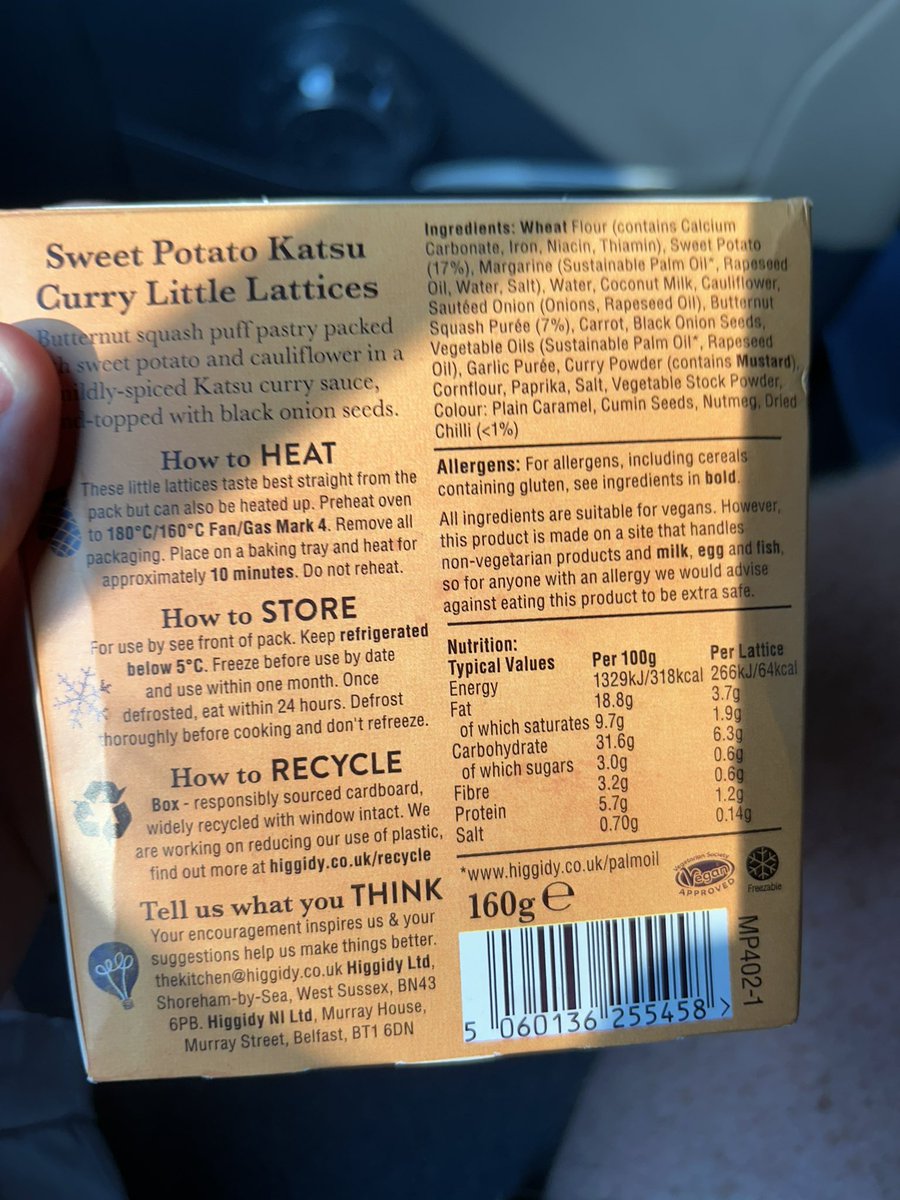 Sweet Potato Katsu
Curry Little Lattices
Butternut squash puff pastry packed
sweet potato and cauliflower in a
mildly-spiced Katsu curry sauce,
-topped with black onion seeds.
How to HEAT
These little lattices taste best straight from the
pack but can also be heated up. Preheat oven
to 180°C/160°C Fan/Gas Mark 4. Remove all
packaging. Place on a baking tray and heat for
approximately 10 minutes. Do not reheat.
How to STORE
For use by see front of pack. Keep refrigerated
below 5°C. Freeze before use by date
and use within one month. Once
defrosted, eat within 24 hours. Defrost
thoroughly before cooking and don't refreeze.
How to RECYCLE
Box - responsibly sourced cardboard,
widely recycled with window intact. We
are working on reducing our use of plastic,
find out more at higgidy.co.uk/recycle
Tell us what you THINK
Your encouragement inspires us & your
suggestions help us make things better.
thekitchen@higgidy.co.uk Higgidy Ltd,
Shoreham-by-Sea, West Sussex, BN43
6PB. Higgidy NI Ltd, Murray House,
Murray Street, Belfast, BT1 6DN
Ingredients: Wheat Flour (contains Calcium
Carbonate, Iron, Niacin, Thiamin), Sweet Potato
(17%), Margarine (Sustainable Palm Oil*, Rapeseed
Oil, Water, Salt), Water, Coconut Milk, Cauliflower,
Sautéed Onion (Onions, Rapeseed Oil), Butternut
Squash Purée (7%), Carrot, Black Onion Seeds,
Vegetable Oils (Sustainable Palm Oil*, Rapeseed
Oil), Garlic Purée, Curry Powder (contains Mustard),
Cornflour, Paprika, Salt, Vegetable Stock Powder,
Colour: Plain Caramel, Cumin Seeds, Nutmeg, Dried
Chilli (<1%)
Allergens: For allergens, including cereals
containing gluten, see ingredients in bold.
All ingredients are suitable for vegans. However,
this product is made on a site that handles
non-vegetarian products and milk, egg and fish,
so for anyone with an allergy we would advise
against eating this product to be extra safe.
Nutrition:
Typical Values Per 100g Per Lattice
Energy 1329kJ/318kcal 266kJ/64kcal
Fat 18.8g 3.7g
of which saturates 9.7g 1.9g
Carbohydrate 31.6g 6.3g
of which sugars 3.0g 0.6g
Fibre 3.2g 0.6g
Protein 5.7g 1.2g
Salt 0.70g 0.14g
*www.higgidy.co.uk/palmoil
Vegetarian Society
Vegan
APPROVED
Freezable
160g e
MP402-1
5 060136 255458 >